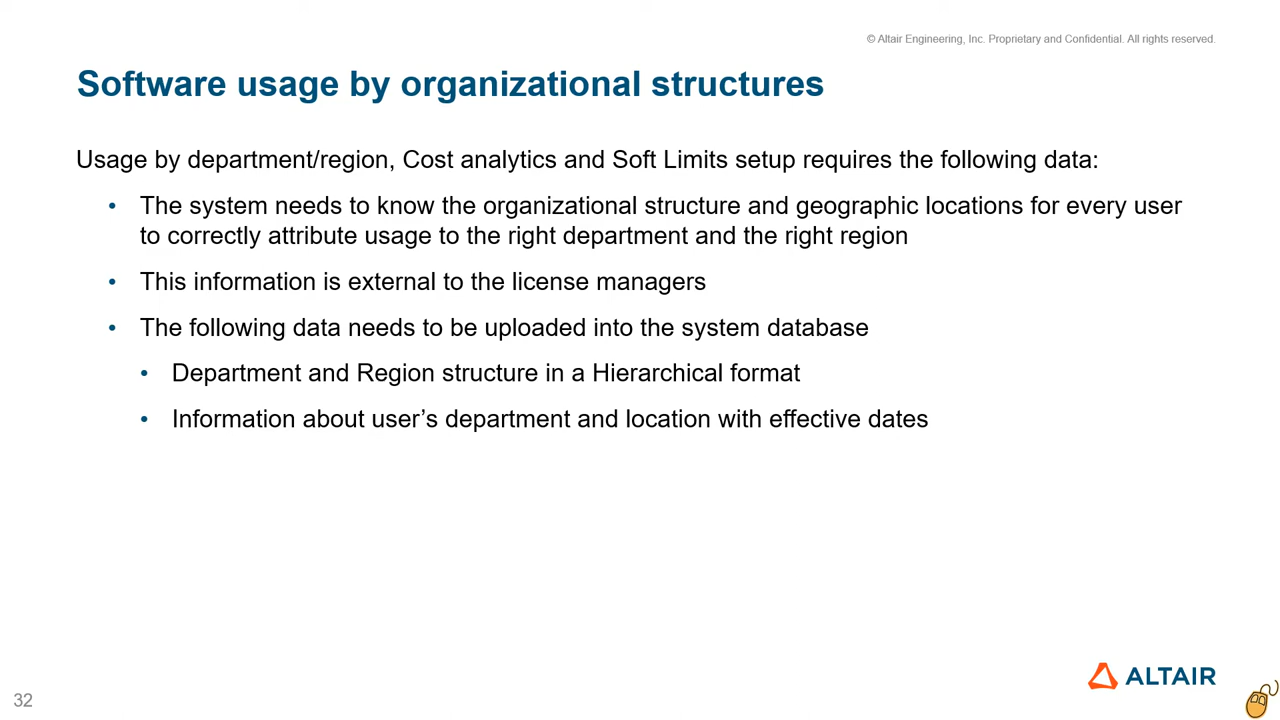 © Altair Engineering, Inc. Proprietary and Confidential. All rights reserved.
Software usage by organizational structures
Usage by department/region, Cost analytics and Soft Limits setup requires the following data:
• The system needs to know the organizational structure and geographic locations for every user
to correctly attribute usage to the right department and the right region
• This information is external to the license managers
• The following data needs to be uploaded into the system database
• Department and Region structure in a Hierarchical format
• Information about user’s department and location with effective dates
ALTAIR
32